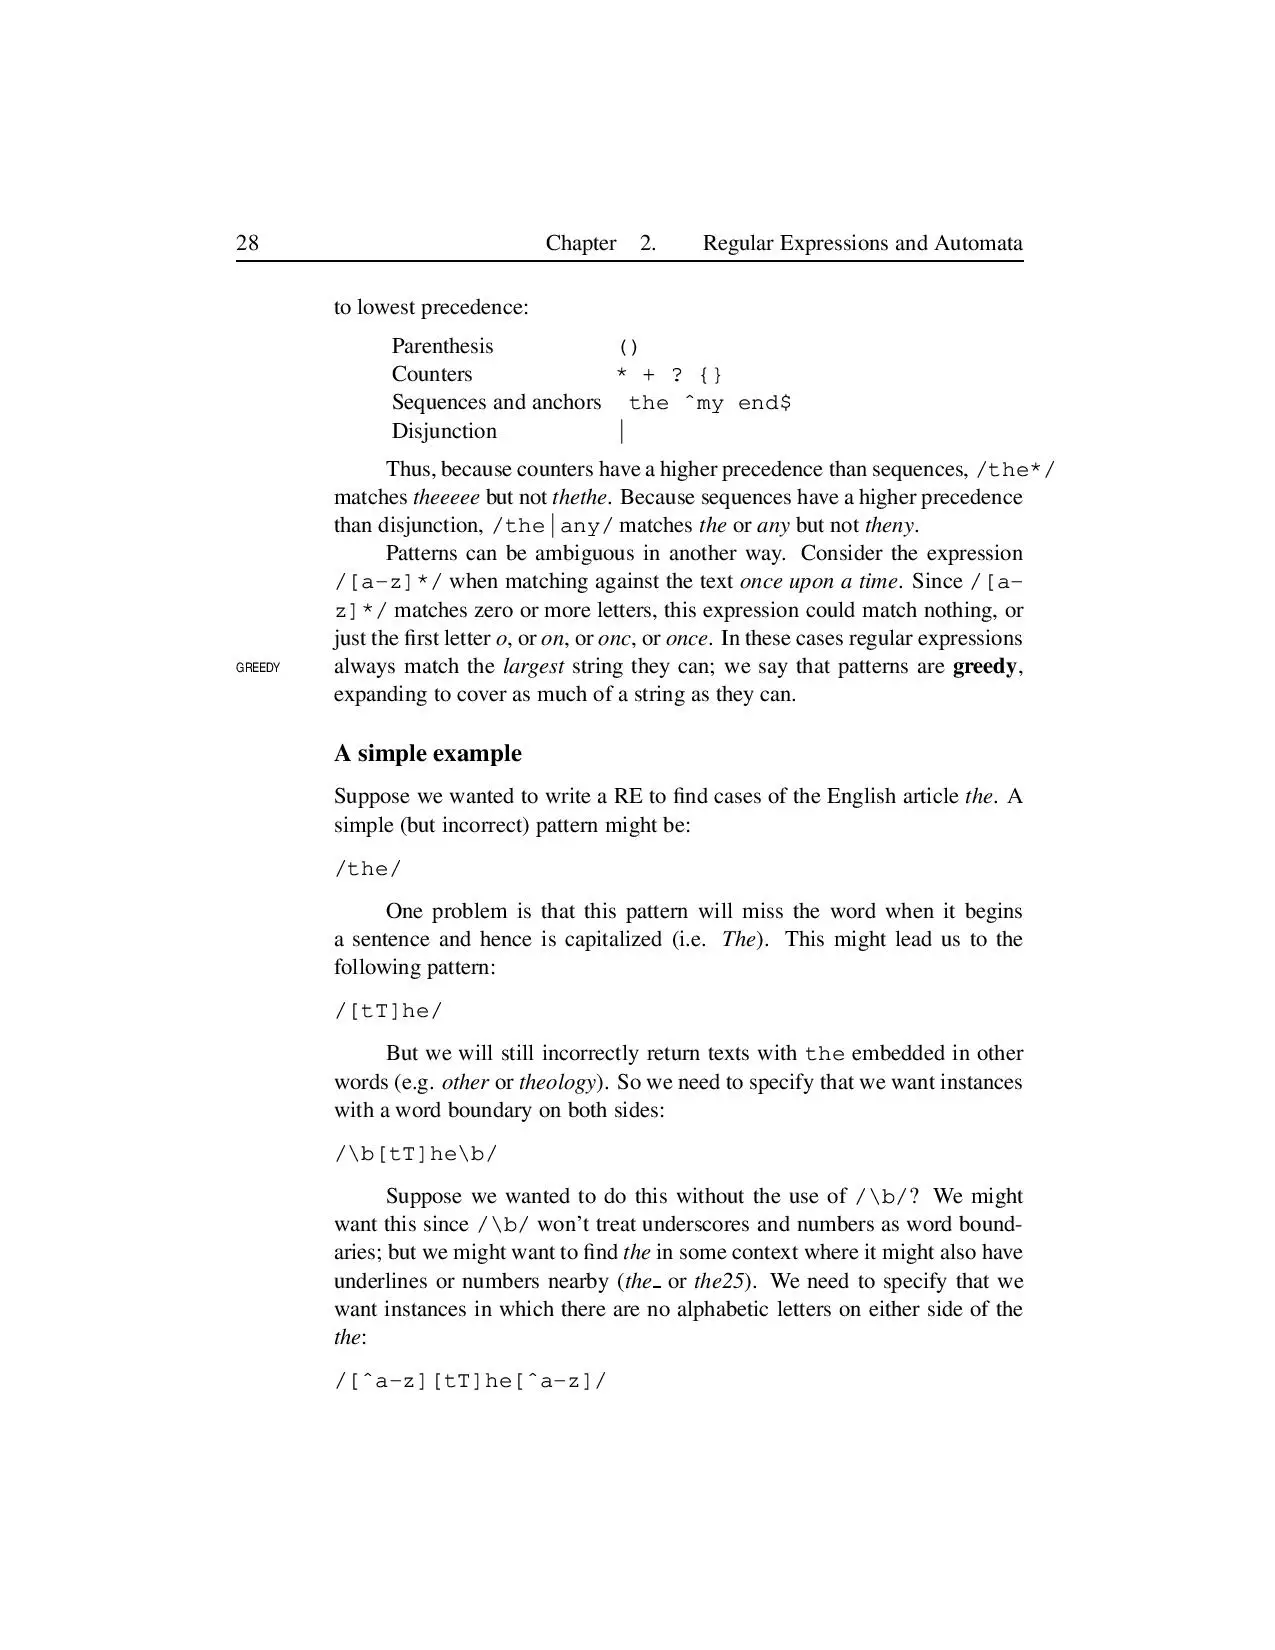 28 Chapter 2. Regular Expressions and Automata
to lowest precedence:
Parenthesis ()
Counters * + ? {}
Sequences and anchors the ^my end$
Disjunction |
Thus, because counters have a higher precedence than sequences, /the*/
matches theeeee but not thethe. Because sequences have a higher precedence
than disjunction, /the|any/ matches the or any but not theny.
Patterns can be ambiguous in another way. Consider the expression
/[a-z]*/ when matching against the text once upon a time. Since /[a-
z]*/ matches zero or more letters, this expression could match nothing, or
just the first letter o, or on, or onc, or once. In these cases regular expressions
GREEDY always match the largest string they can; we say that patterns are greedy,
expanding to cover as much of a string as they can.
A simple example
Suppose we wanted to write a RE to find cases of the English article the. A
simple (but incorrect) pattern might be:
/the/
One problem is that this pattern will miss the word when it begins
a sentence and hence is capitalized (i.e. The). This might lead us to the
following pattern:
/[tT]he/
But we will still incorrectly return texts with the embedded in other
words (e.g. other or theology). So we need to specify that we want instances
with a word boundary on both sides:
/\b[tT]he\b/
Suppose we wanted to do this without the use of /\b/? We might
want this since /\b/ won't treat underscores and numbers as word bound-
aries; but we might want to find the in some context where it might also have
underlines or numbers nearby (the_ or the25). We need to specify that we
want instances in which there are no alphabetic letters on either side of the
the:
/[^a-z][tT]he[^a-z]/